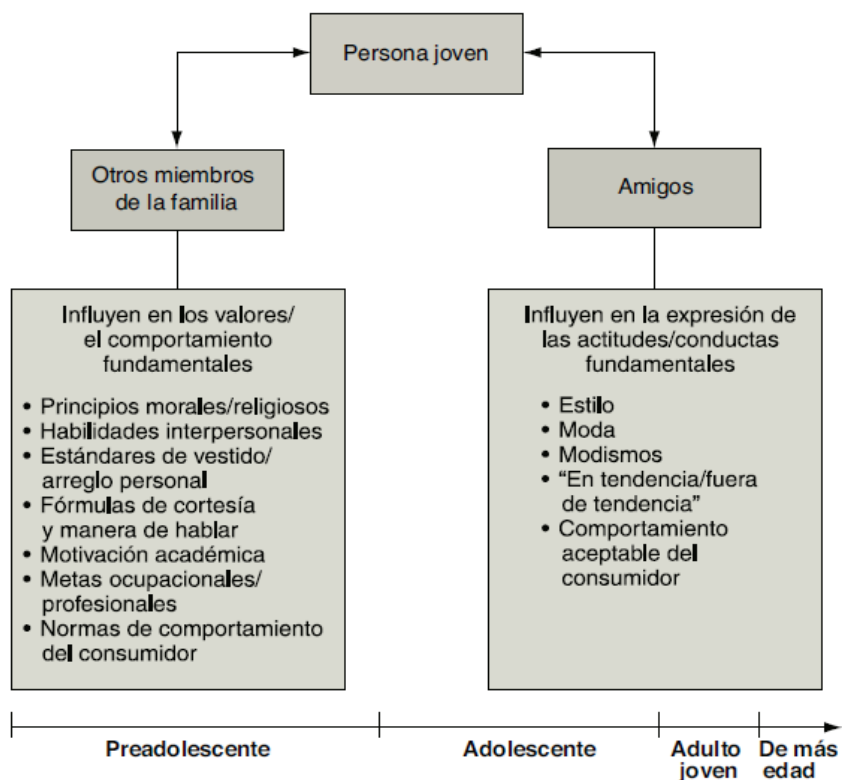 Persona joven
Otros miembros
de la familia
Amigos
Influyen en los valores/
el comportamiento
fundamentales
• Principios morales/religiosos
• Habilidades interpersonales
• Estándares de vestido/
arreglo personal
• Fórmulas de cortesía
y manera de hablar
• Motivación académica
• Metas ocupacionales/
profesionales
• Normas de comportamiento
del consumidor
Influyen en la expresión de
las actitudes/conductas
fundamentales
• Estilo
• Moda
• Modismos
• “En tendencia/fuera
de tendencia”
• Comportamiento
aceptable del
consumidor
Preadolescente
Adolescente
Adulto
joven
De más
edad